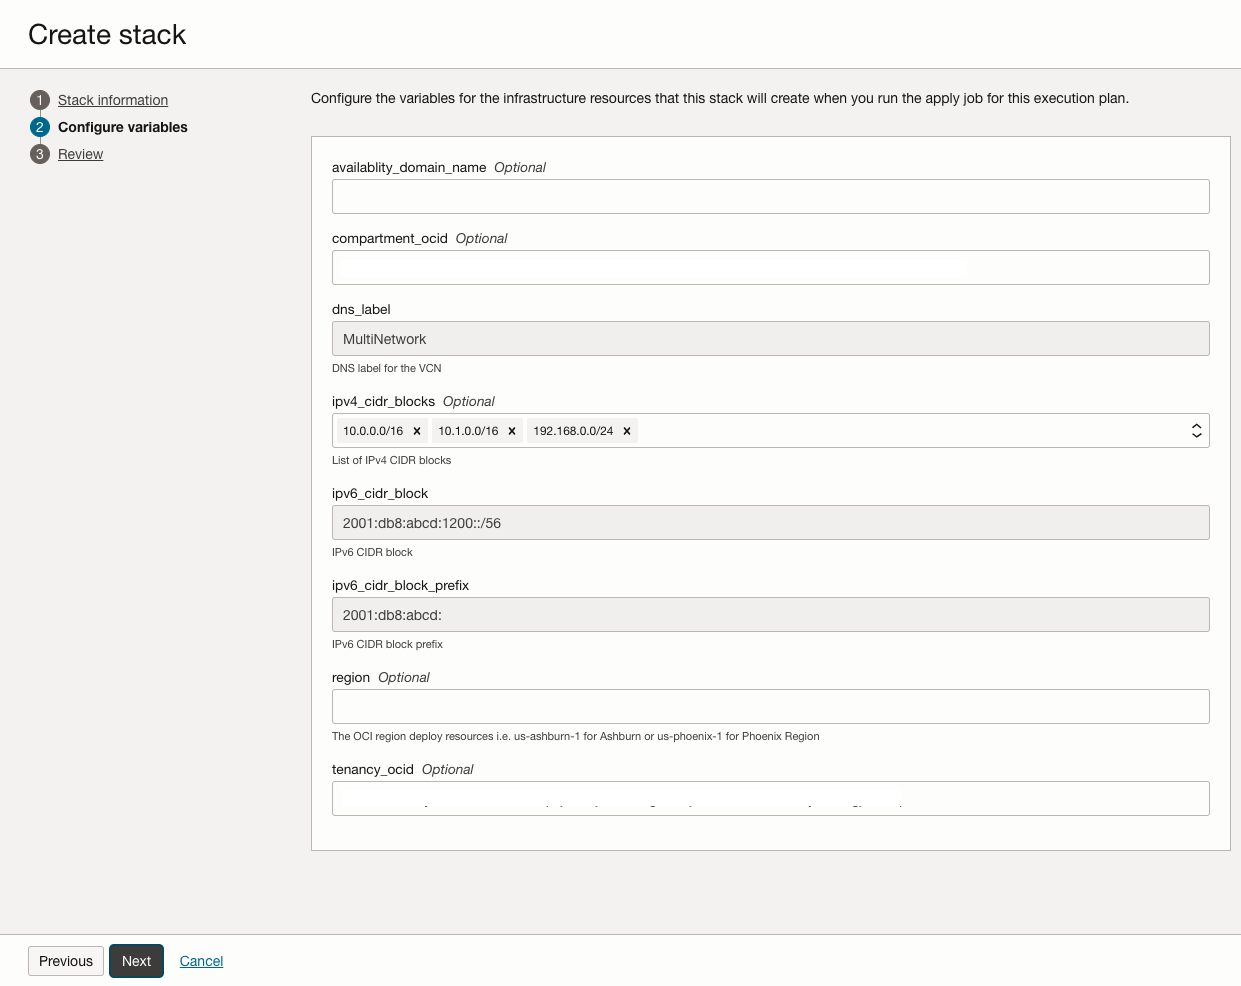 Create stack
1 Stack information
2 Configure variables
3 Review
Configure the variables for the infrastructure resources that this stack will create when you run the apply job for this execution plan.
availablity_domain_name Optional
compartment_ocid Optional
dns_label
MultiNetwork
DNS label for the VCN
ipv4_cidr_blocks Optional
10.0.0.0/16 × 10.1.0.0/16 × 192.168.0.0/24 ×
List of IPv4 CIDR blocks
ipv6_cidr_block
2001:db8:abcd:1200::/56
IPv6 CIDR block
ipv6_cidr_block_prefix
2001:db8:abcd:
IPv6 CIDR block prefix
region Optional
The OCI region deploy resources i.e. us-ashburn-1 for Ashburn or us-phoenix-1 for Phoenix Region
tenancy_ocid Optional
Previous Next Cancel